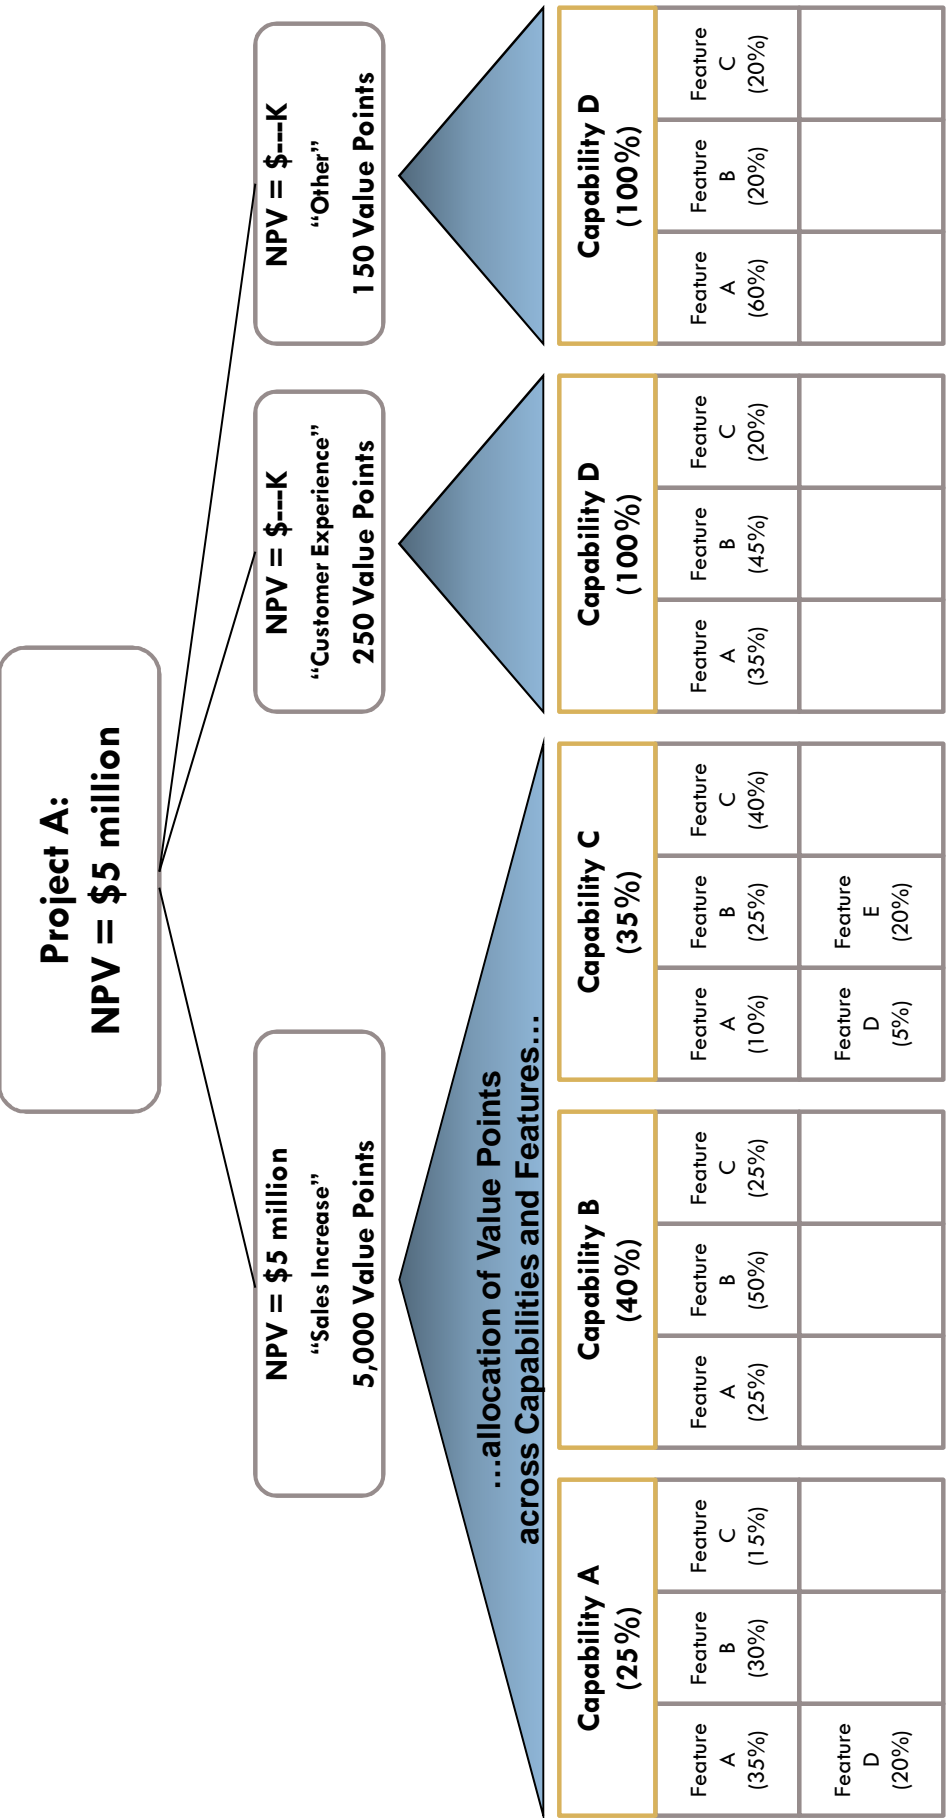 Project A:
NPV = $5 million
NPV = $5 million
“Sales Increase”
5,000 Value Points
NPV = $---K
“Customer Experience”
250 Value Points
NPV = $---K
“Other”
150 Value Points
…allocation of Value Points
across Capabilities and Features…
Capability A
(25%)
Feature
A
(35%)
Feature
B
(30%)
Feature
C
(15%)
Feature
D
(20%)
Capability B
(40%)
Feature
A
(25%)
Feature
B
(50%)
Feature
C
(25%)
Capability C
(35%)
Feature
A
(10%)
Feature
B
(25%)
Feature
C
(40%)
Feature
D
(5%)
Feature
E
(20%)
Capability D
(100%)
Feature
A
(35%)
Feature
B
(45%)
Feature
C
(20%)
Capability D
(100%)
Feature
A
(60%)
Feature
B
(20%)
Feature
C
(20%)